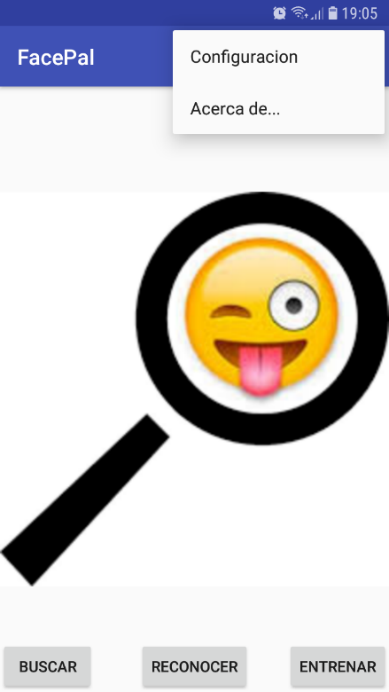 19:05
FacePal
Configuracion
Acerca de...
BUSCAR
RECONOCER
ENTRENAR